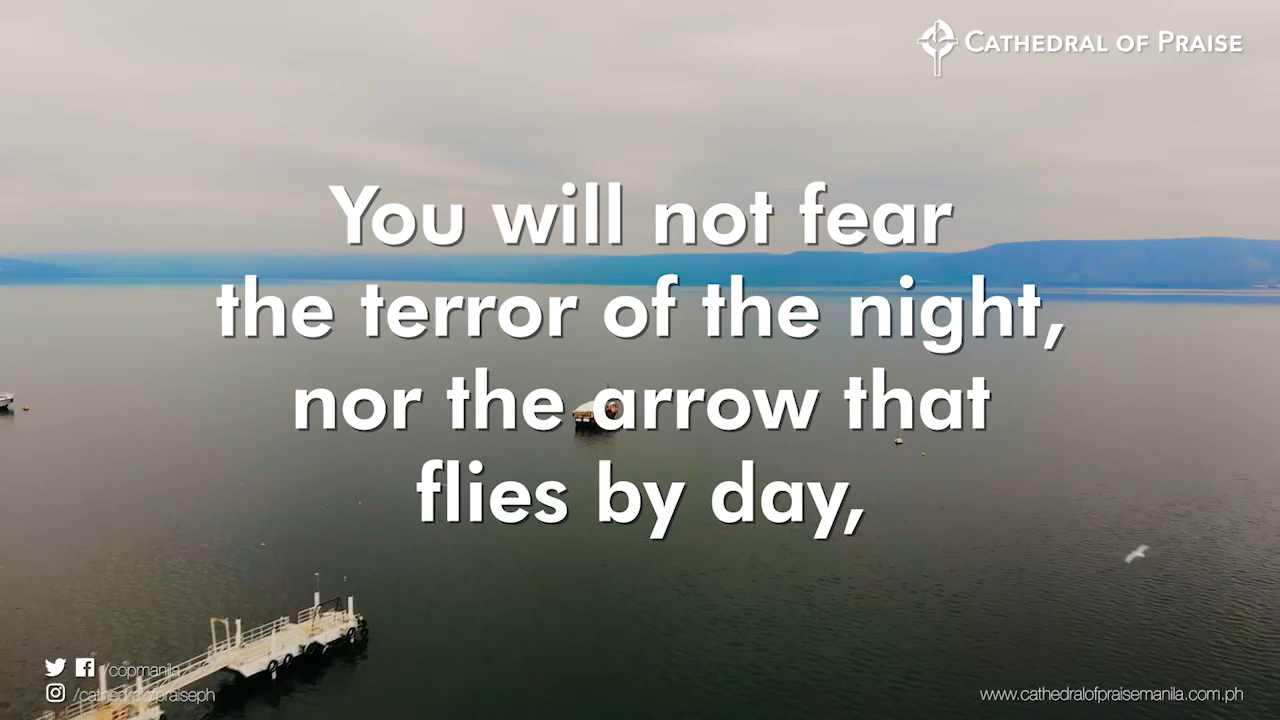 CATHEDRAL OF PRAISE
You will not fear
the terror of the night,
nor the arrow that
flies by day,
/copmanila
/cathedralofpraiseph
www.cathedralofpraisemanila.com.ph